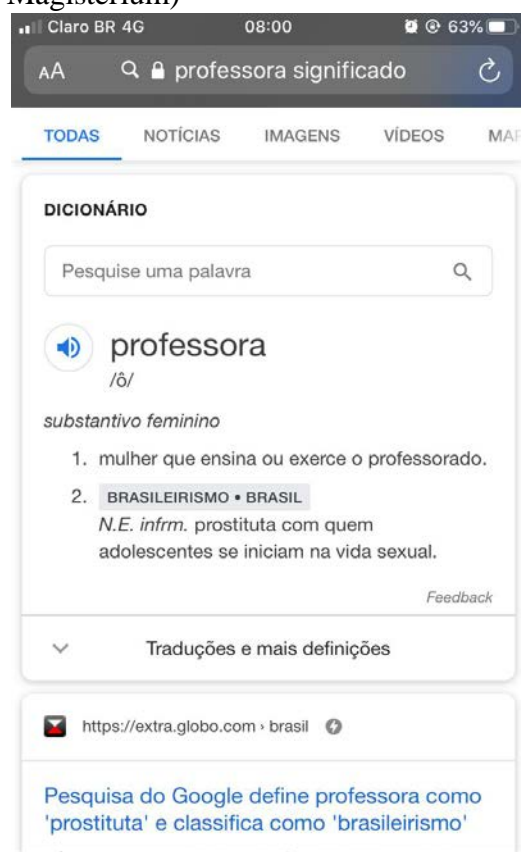 Magisterium)
Claro BR 4G 08:00 63%
AA professora significado
TODAS NOTÍCIAS IMAGENS VÍDEOS MAP
DICIONÁRIO
Pesquise uma palavra
professora
/ô/
substantivo feminino
1. mulher que ensina ou exerce o professorado.
2. BRASILEIRISMO • BRASIL
N.E. infrm. prostituta com quem
adolescentes se iniciam na vida sexual.
Feedback
Traduções e mais definições
https://extra.globo.com › brasil
Pesquisa do Google define professora como
'prostituta' e classifica como 'brasileirismo'